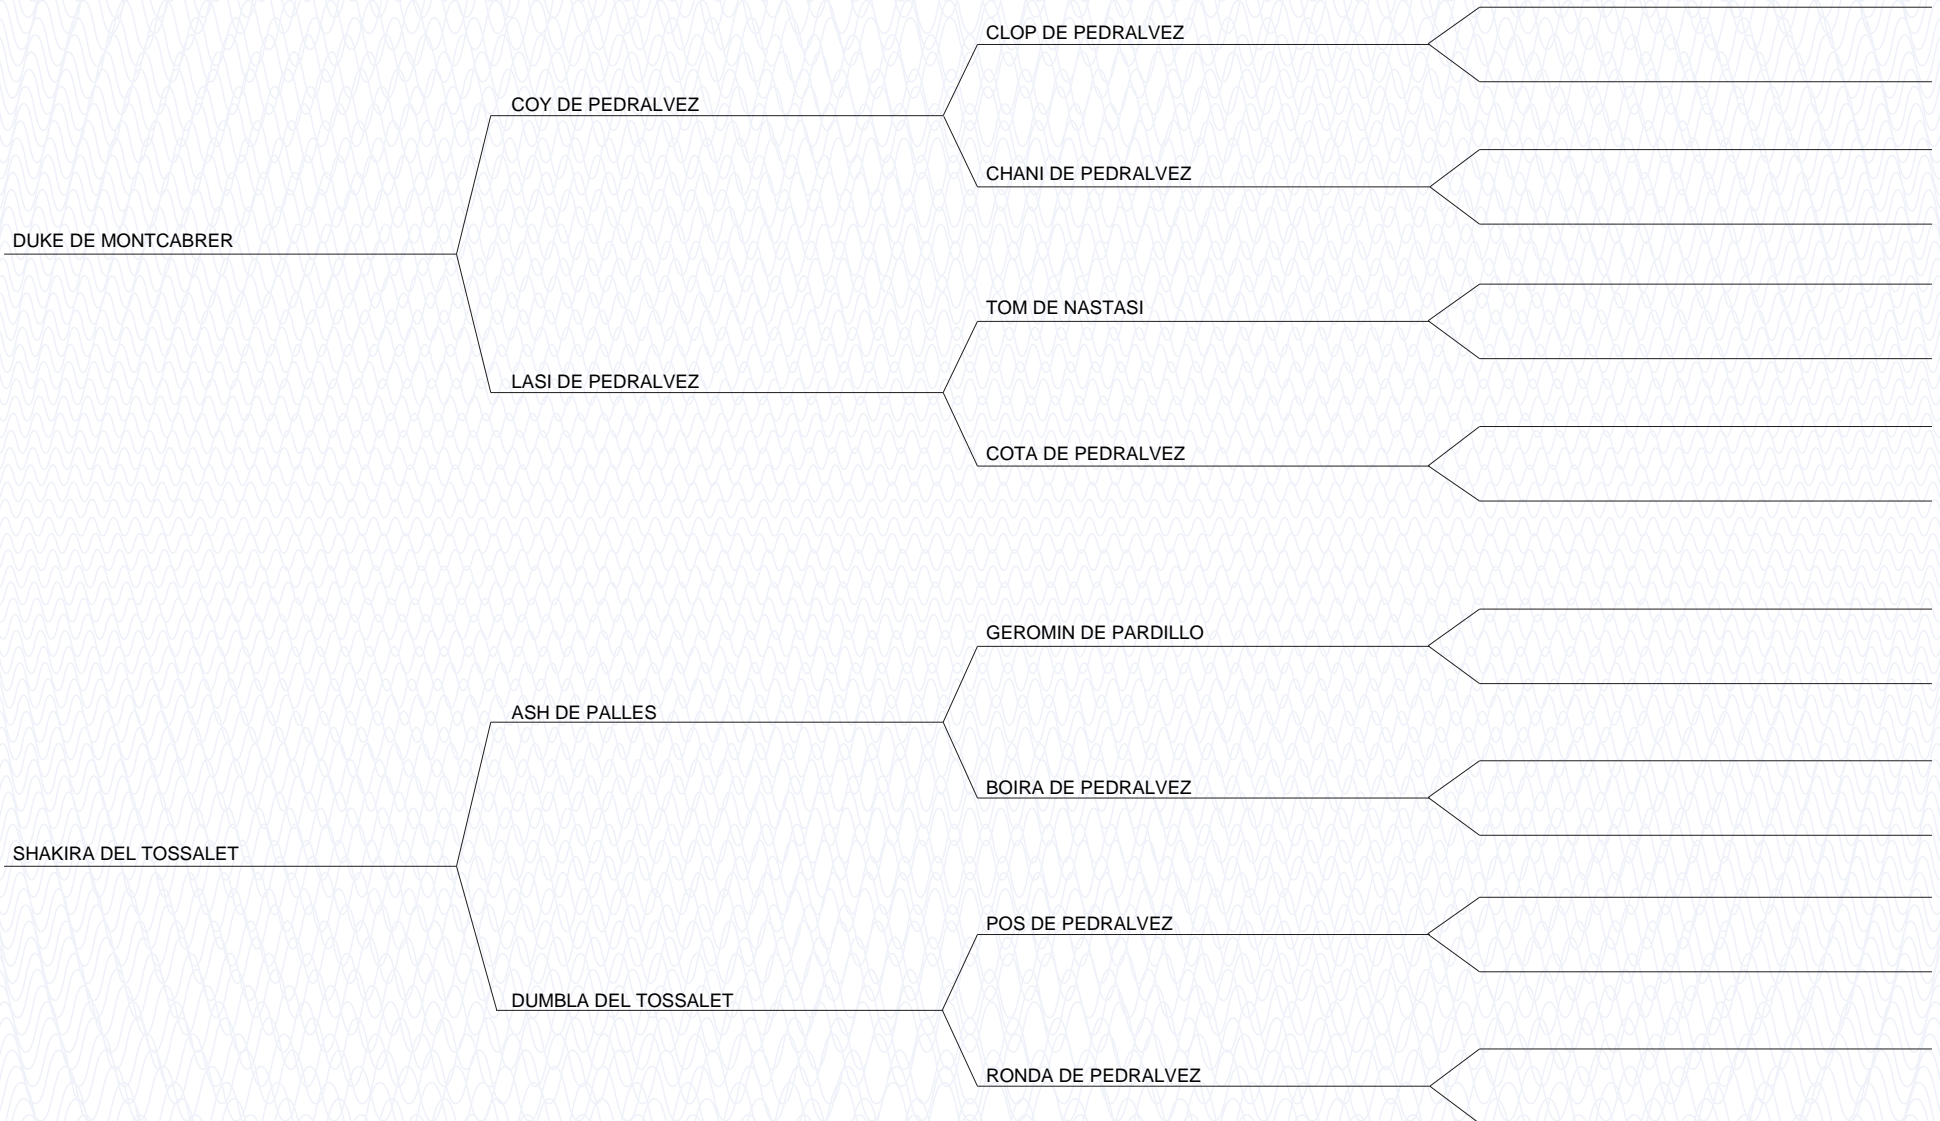 CLOP DE PEDRALVEZ
COY DE PEDRALVEZ
CHANI DE PEDRALVEZ
DUKE DE MONTCABRER
TOM DE NASTASI
LASI DE PEDRALVEZ
COTA DE PEDRALVEZ
GEROMIN DE PARDILLO
ASH DE PALLES
BOIRA DE PEDRALVEZ
SHAKIRA DEL TOSSALET
POS DE PEDRALVEZ
DUMBLA DEL TOSSALET
RONDA DE PEDRALVEZ